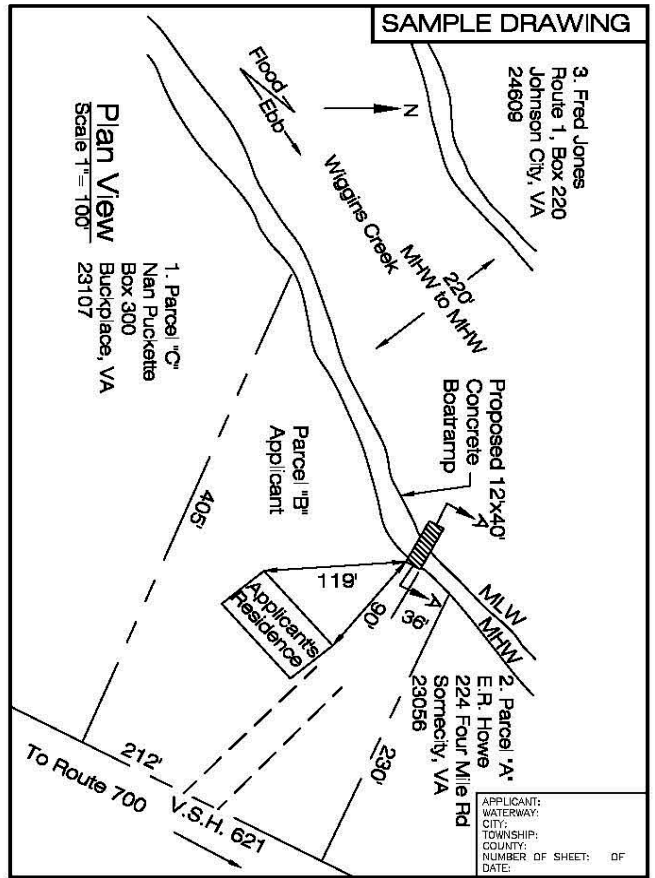 SAMPLE DRAWING
3. Fred Jones
Route 1, Box 220
Johnson City, VA
24609
N
Flood
Ebb
Wiggins Creek
220'
MHW to MHW
Plan View
Scale 1" = 100'
1. Parcel "C"
Nan Puckette
Box 300
Buckplace, VA
23107
Proposed 12'x40'
Concrete
Boatramp
Parcel "B"
Applicant
A
A
MLW
MHW
36'
119'
90'
Applicant's
Residence
405'
2. Parcel "A"
E.R. Howe
224 Four Mile Rd
Somecity, VA
23056
230'
212'
To Route 700
V.S.H. 621
APPLICANT:
WATERWAY:
CITY:
TOWNSHIP:
COUNTY:
NUMBER OF SHEET: OF
DATE: